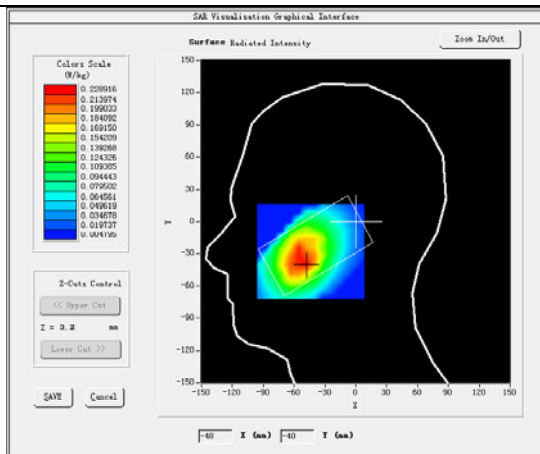 SAR Visualisation Graphical Interface
Surface Radiated Intensity
Zoom In/Out
Colors Scale
(W/kg)
0.228916
0.213974
0.199033
0.184092
0.169150
0.154209
0.139268
0.124326
0.109385
0.094443
0.079502
0.064561
0.049619
0.034678
0.019737
0.004795
Z-Cuts Control
<< Upper Cut
Z = 3.2 mm
Lower Cut >>
SAVE Cancel
150
120
90
60
30
0
-30
-60
-90
-120
-150
Y
-150 -120 -90 -60 -30 0 30 60 90 120 150
X
-40 X (mm) -40 Y (mm)